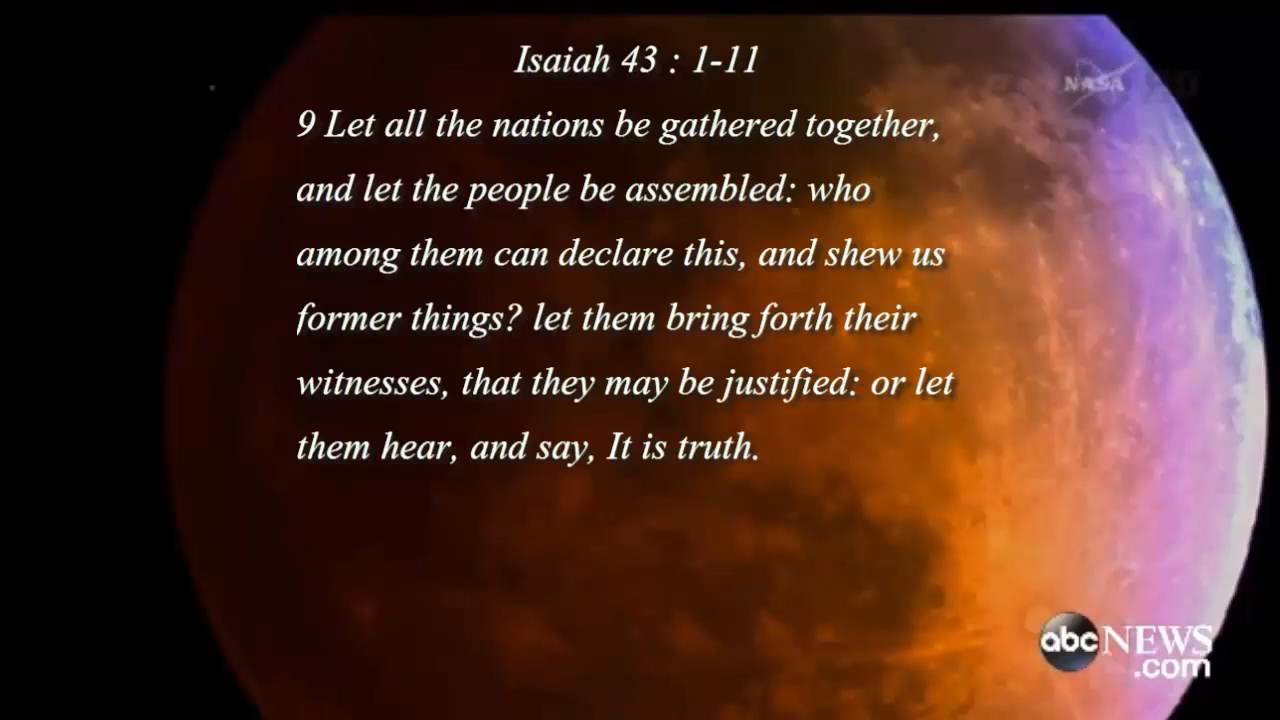 Isaiah 43 : 1-11
NASA
9 Let all the nations be gathered together,
and let the people be assembled: who
among them can declare this, and shew us
former things? let them bring forth their
witnesses, that they may be justified: or let
them hear, and say, It is truth.
abc NEWS
.com